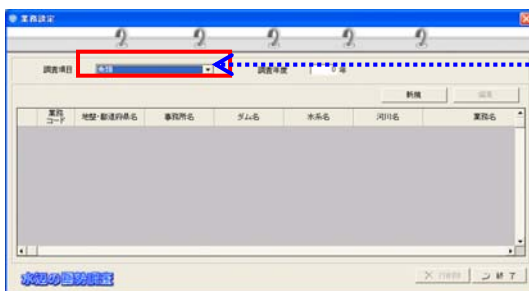 業務設定
調査項目 魚類 調査年度 0 年
新規 編集
業務コード 地整・都道府県名 事務所名 ダム名 水系名 河川名 業務名
水辺の国勢調査 × 削除 終 了